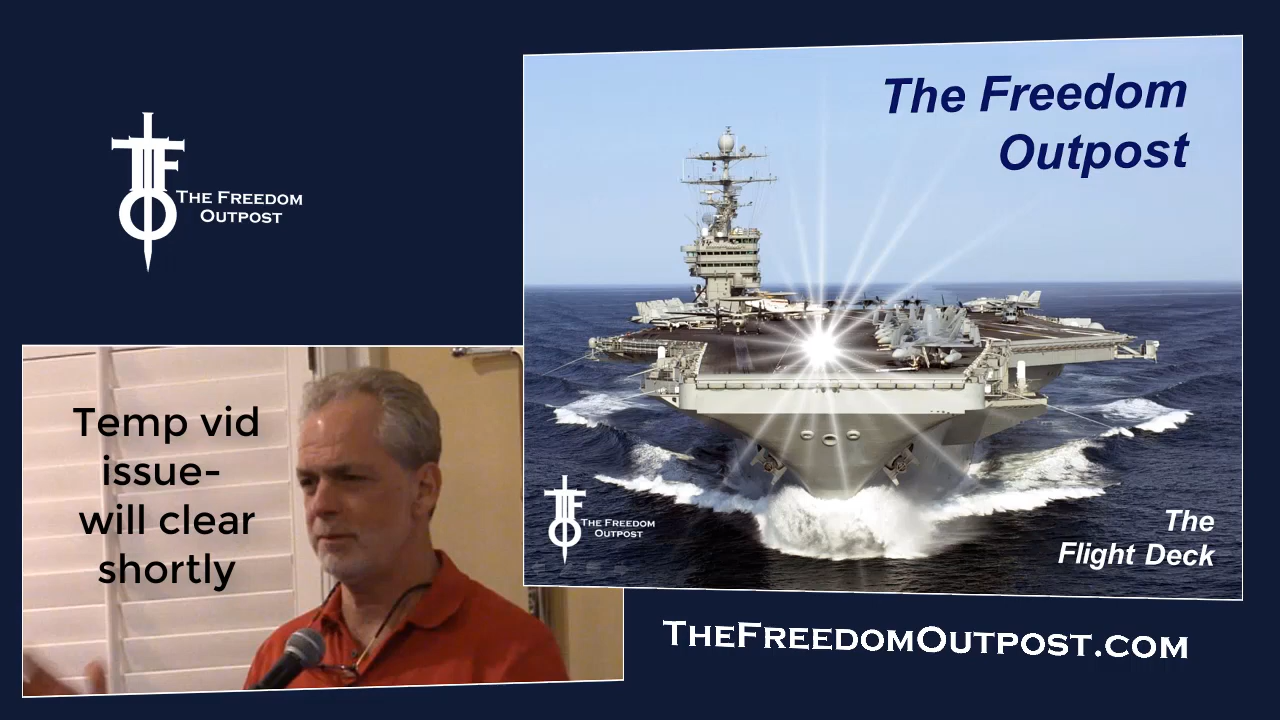 The Freedom
Outpost
THE FREEDOM
OUTPOST
Temp vid
issue-
will clear
shortly
THE FREEDOM
OUTPOST
The
Flight Deck
THEFREEDOMOUTPOST.COM